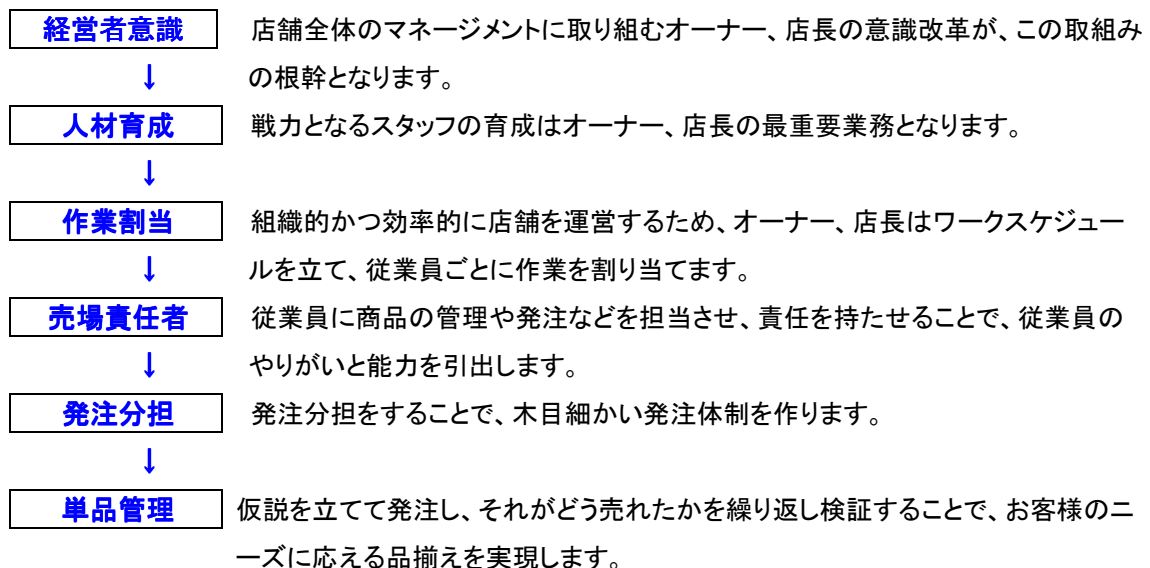 経営者意識 店舗全体のマネージメントに取り組むオーナー、店長の意識改革が、この取組み
↓ の根幹となります。
人材育成 戦力となるスタッフの育成はオーナー、店長の最重要業務となります。
↓
作業割当 組織的かつ効率的に店舗を運営するため、オーナー、店長はワークスケジュー
↓ ルを立て、従業員ごとに作業を割り当てます。
売場責任者 従業員に商品の管理や発注などを担当させ、責任を持たせることで、従業員の
↓ やりがいと能力を引出します。
発注分担 発注分担をすることで、木目細かい発注体制を作ります。
↓
単品管理 仮説を立てて発注し、それがどう売れたかを繰り返し検証することで、お客様のニ
ーズに応える品揃えを実現します。